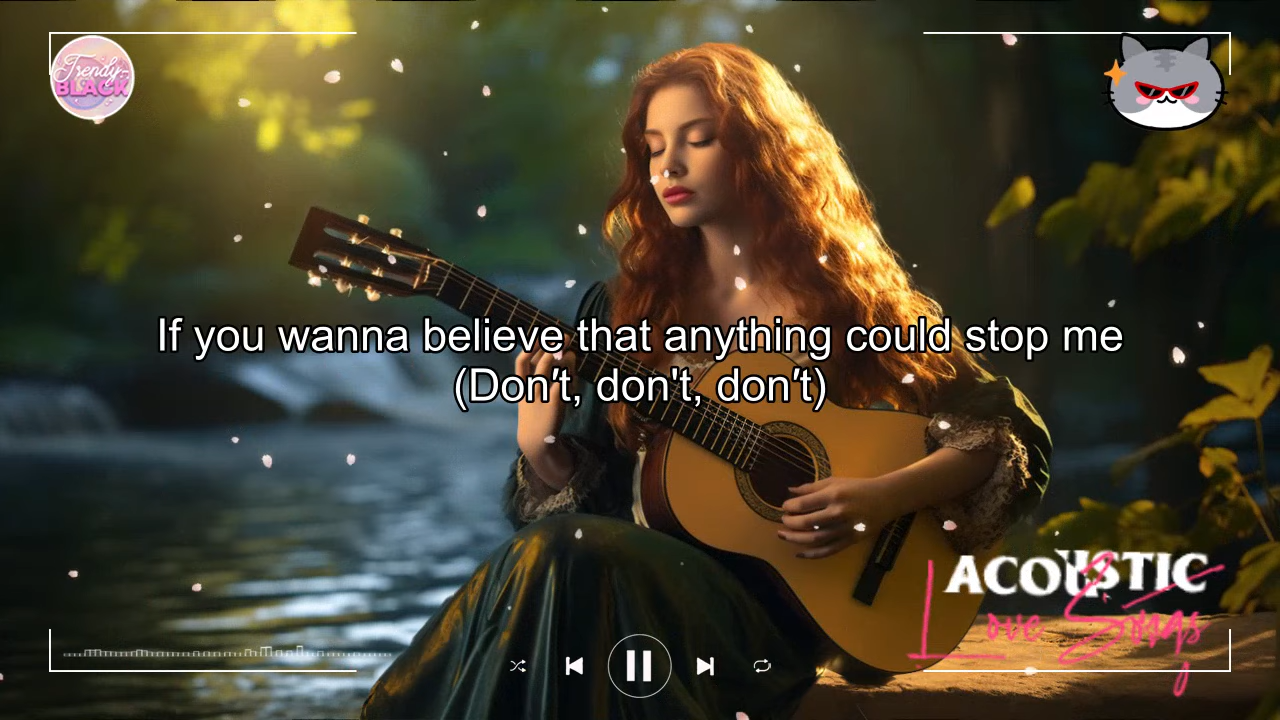 Trendy
BLACK
If you wanna believe that anything could stop me
(Don′t, don't, don′t)
ACOUSTIC
Love Songs